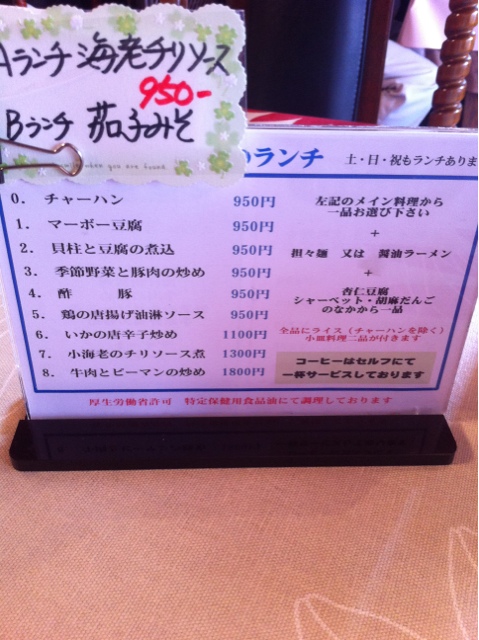 Aランチ 海老チリソース
950-
Bランチ 茄子みそ
のランチ 土・日・祝もランチありま
0. チャーハン 950円
1. マーボー豆腐 950円
2. 貝柱と豆腐の煮込 950円
3. 季節野菜と豚肉の炒め 950円
4. 酢 豚 950円
5. 鶏の唐揚げ油淋ソース 950円
6. いかの唐辛子炒め 1100円
7. 小海老のチリソース煮 1300円
8. 牛肉とピーマンの炒め 1800円
左記のメイン料理から
一品お選び下さい
+
担々麺 又は 醤油ラーメン
+
杏仁豆腐
シャーベット・胡麻だんご
のなかから一品
全品にライス(チャーハンを除く)
小皿料理二品が付きます
コーヒーはセルフにて
一杯サービスしております
厚生労働省許可 特定保健用食品油にて調理しております